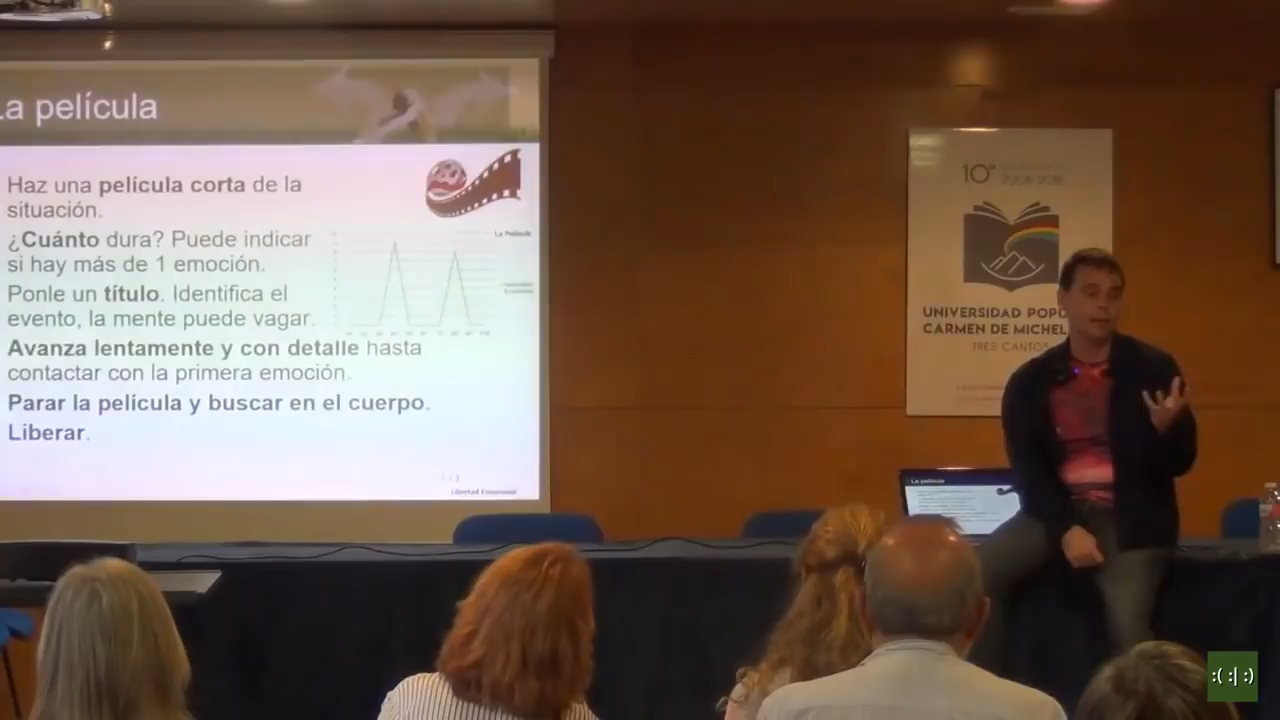 La película
Haz una película corta de la
situación.
¿Cuánto dura? Puede indicar
si hay más de 1 emoción.
Ponle un título. Identifica el
evento, la mente puede vagar.
Avanza lentamente y con detalle hasta
contactar con la primera emoción.
Parar la película y buscar en el cuerpo.
Liberar.
La Película
Libertad Emocional
10º
UNIVERSIDAD POPU
CARMEN DE MICHEL
TRES CANTOS
La película
:( :| :)